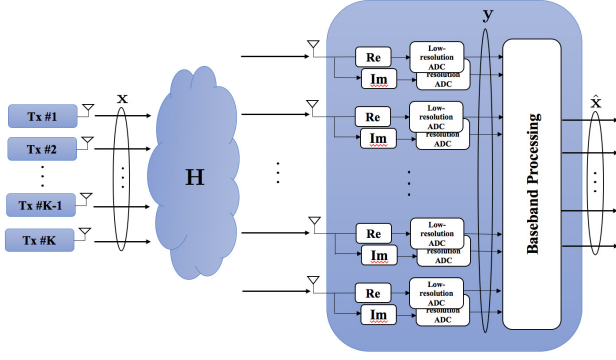 x
Tx #1
Tx #2
Tx #K-1
Tx #K
H
Re
Im
Low-
resolution
ADC
resolution
ADC
Re
Im
Low-
resolution
ADC
resolution
ADC
Re
Im
Low-
resolution
ADC
resolution
ADC
Re
Im
Low-
resolution
ADC
resolution
ADC
y
Baseband Processing
x̂